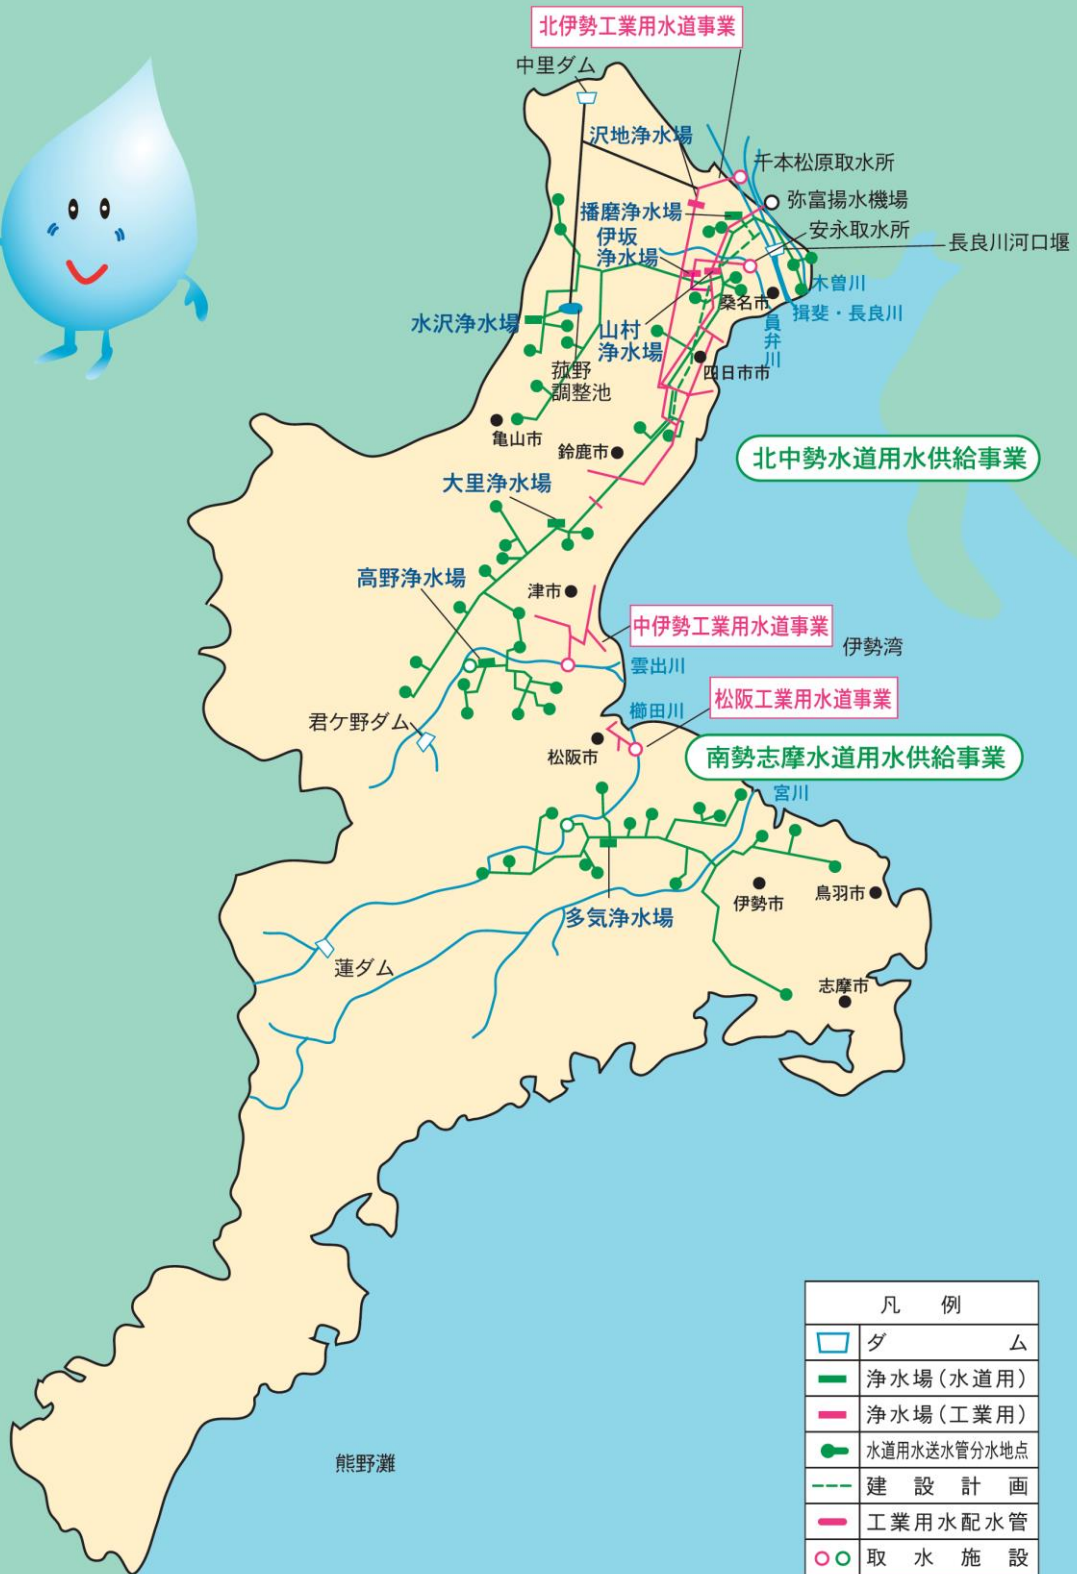 北伊勢工業用水道事業
中里ダム
沢地浄水場
千本松原取水所
弥富揚水機場
播磨浄水場
安永取水所
伊坂
浄水場
長良川河口堰
木曽川
桑名市
揖斐・長良川
員弁川
水沢浄水場
山村
浄水場
菰野
調整池
四日市市
亀山市
鈴鹿市
北中勢水道用水供給事業
大里浄水場
高野浄水場
津市
中伊勢工業用水道事業
伊勢湾
雲出川
櫛田川
松阪工業用水道事業
君ケ野ダム
松阪市
南勢志摩水道用水供給事業
宮川
伊勢市
鳥羽市
多気浄水場
蓮ダム
志摩市
熊野灘
凡 例
ダ ム
浄水場(水道用)
浄水場(工業用)
水道用水送水管分水地点
建 設 計 画
工業用水配水管
取 水 施 設